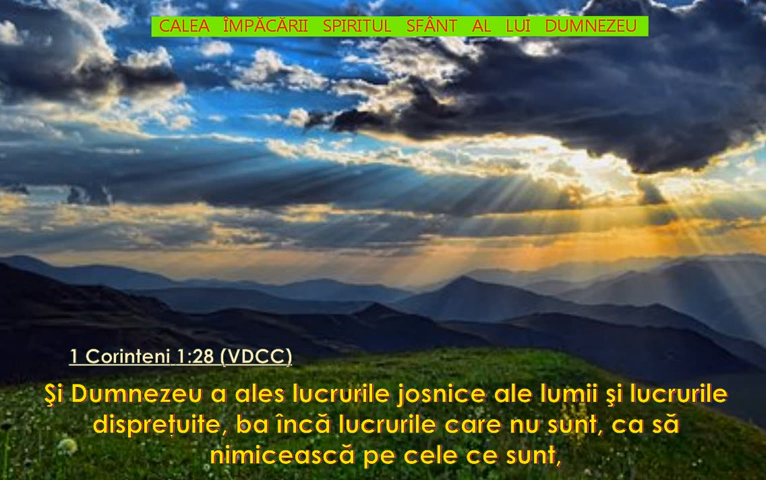 CALEA ÎMPĂCĂRII SPIRITUL SFÂNT AL LUI DUMNEZEU
1 Corinteni 1:28 (VDCC)
Şi Dumnezeu a ales lucrurile josnice ale lumii şi lucrurile
disprețuite, ba încă lucrurile care nu sunt, ca să
nimicească pe cele ce sunt,